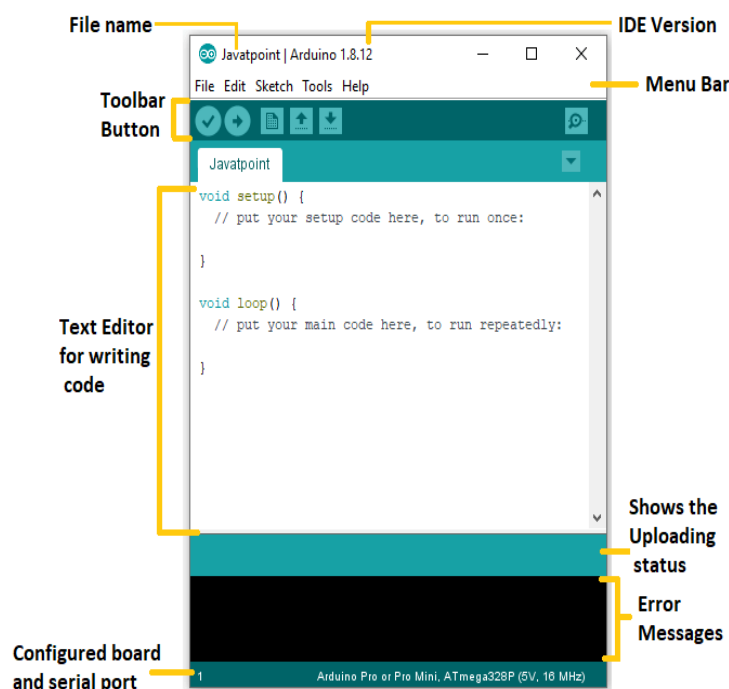 File name
IDE Version
Javatpoint | Arduino 1.8.12
File Edit Sketch Tools Help
Menu Bar
Toolbar
Button
Javatpoint
void setup() {
// put your setup code here, to run once:
}
void loop() {
// put your main code here, to run repeatedly:
}
Text Editor
for writing
code
Shows the
Uploading
status
Error
Messages
Configured board
and serial port
1
Arduino Pro or Pro Mini, ATmega328P (5V, 16 MHz)